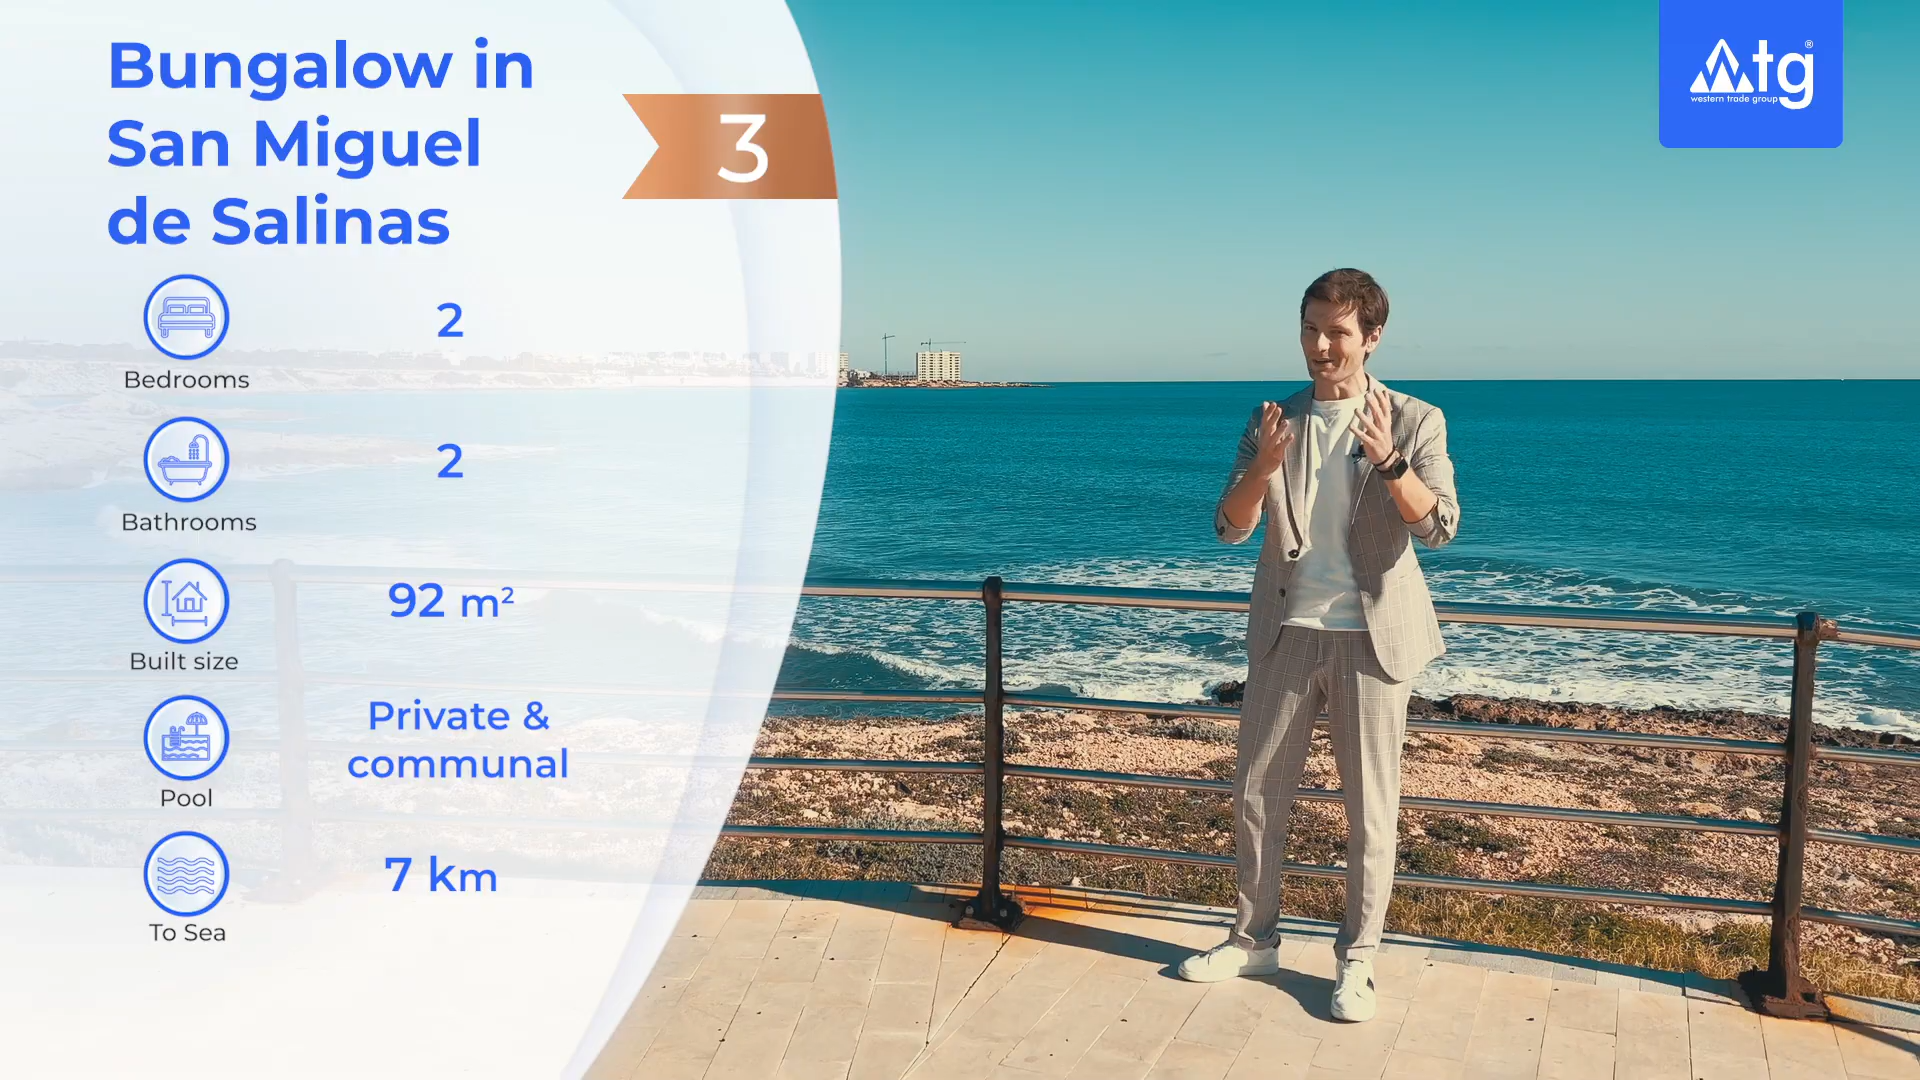 Bungalow in
San Miguel
de Salinas
3
Bedrooms
2
Bathrooms
2
Built size
92 m²
Pool
Private &
communal
To Sea
7 km
tg®
western trade group